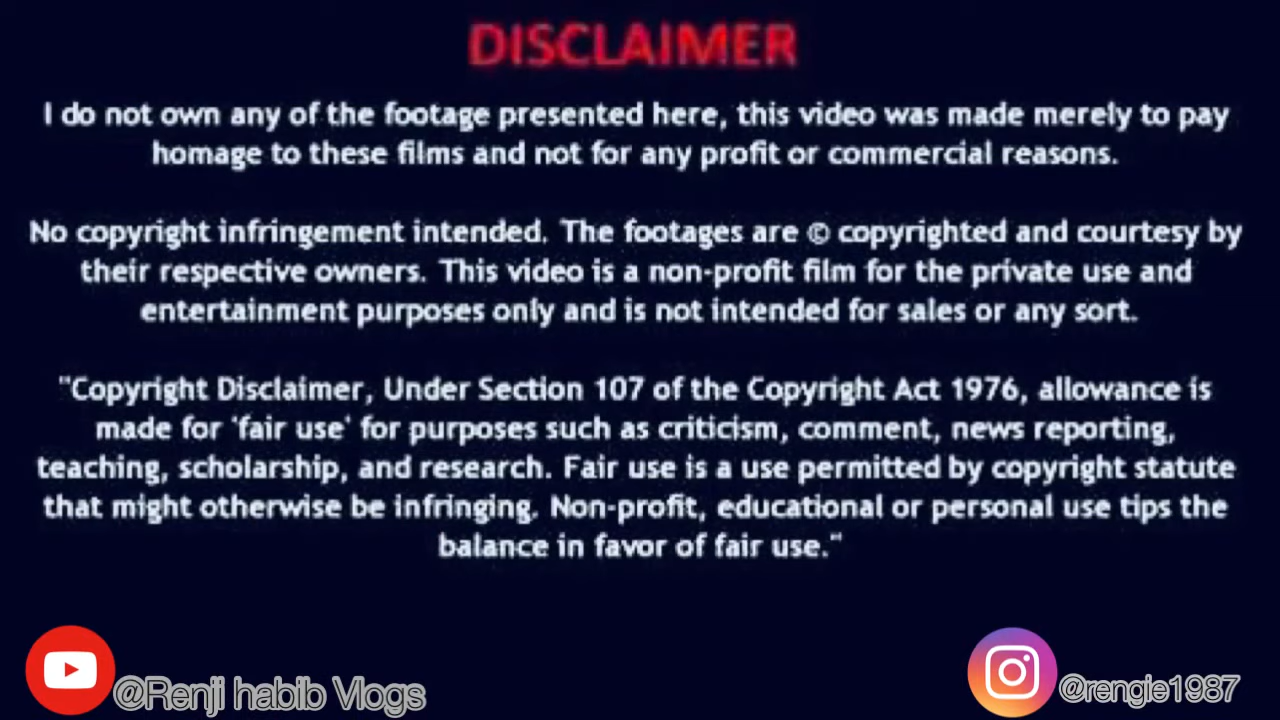 DISCLAIMER
I do not own any of the footage presented here, this video was made merely to pay
homage to these films and not for any profit or commercial reasons.
No copyright infringement intended. The footages are © copyrighted and courtesy by
their respective owners. This video is a non-profit film for the private use and
entertainment purposes only and is not intended for sales or any sort.
"Copyright Disclaimer, Under Section 107 of the Copyright Act 1976, allowance is
made for 'fair use' for purposes such as criticism, comment, news reporting,
teaching, scholarship, and research. Fair use is a use permitted by copyright statute
that might otherwise be infringing. Non-profit, educational or personal use tips the
balance in favor of fair use."
@Renji habib Vlogs
@rengie1987